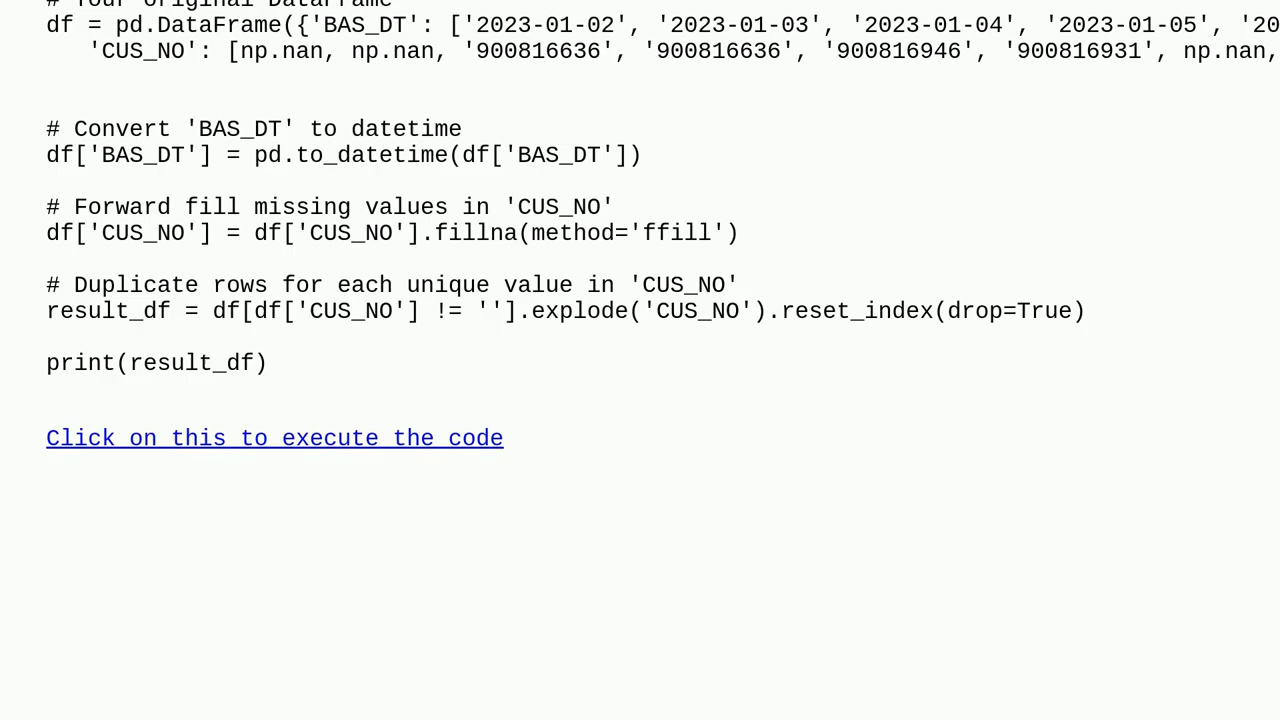 # Your Original DataFrame
df = pd.DataFrame({'BAS_DT': ['2023-01-02', '2023-01-03', '2023-01-04', '2023-01-05', '20
'CUS_NO': [np.nan, np.nan, '900816636', '900816636', '900816946', '900816931', np.nan,
# Convert 'BAS_DT' to datetime
df['BAS_DT'] = pd.to_datetime(df['BAS_DT'])
# Forward fill missing values in 'CUS_NO'
df['CUS_NO'] = df['CUS_NO'].fillna(method='ffill')
# Duplicate rows for each unique value in 'CUS_NO'
result_df = df[df['CUS_NO'] != ''].explode('CUS_NO').reset_index(drop=True)
print(result_df)
Click on this to execute the code